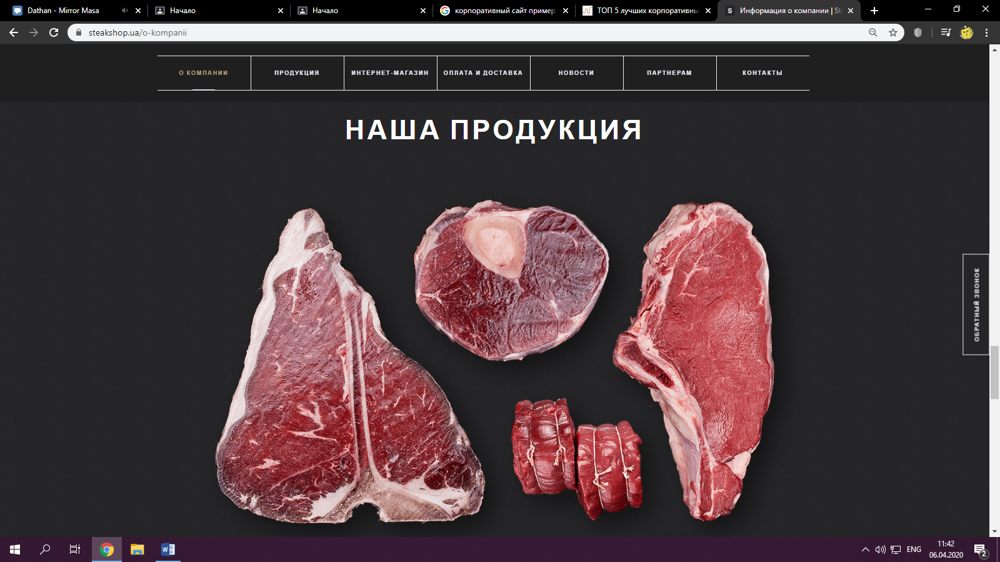 Dathan - Mirror Masa
Начало
Начало
корпоративный сайт пример
ТОП 5 лучших корпоративны
S Информация о компании | St
steakshop.ua/o-kompanii
О КОМПАНИИ
ПРОДУКЦИЯ
ИНТЕРНЕТ-МАГАЗИН
ОПЛАТА И ДОСТАВКА
НОВОСТИ
ПАРТНЕРАМ
КОНТАКТЫ
НАША ПРОДУКЦИЯ
ОБРАТНЫЙ ЗВОНОК
ENG
11:42
06.04.2020
2